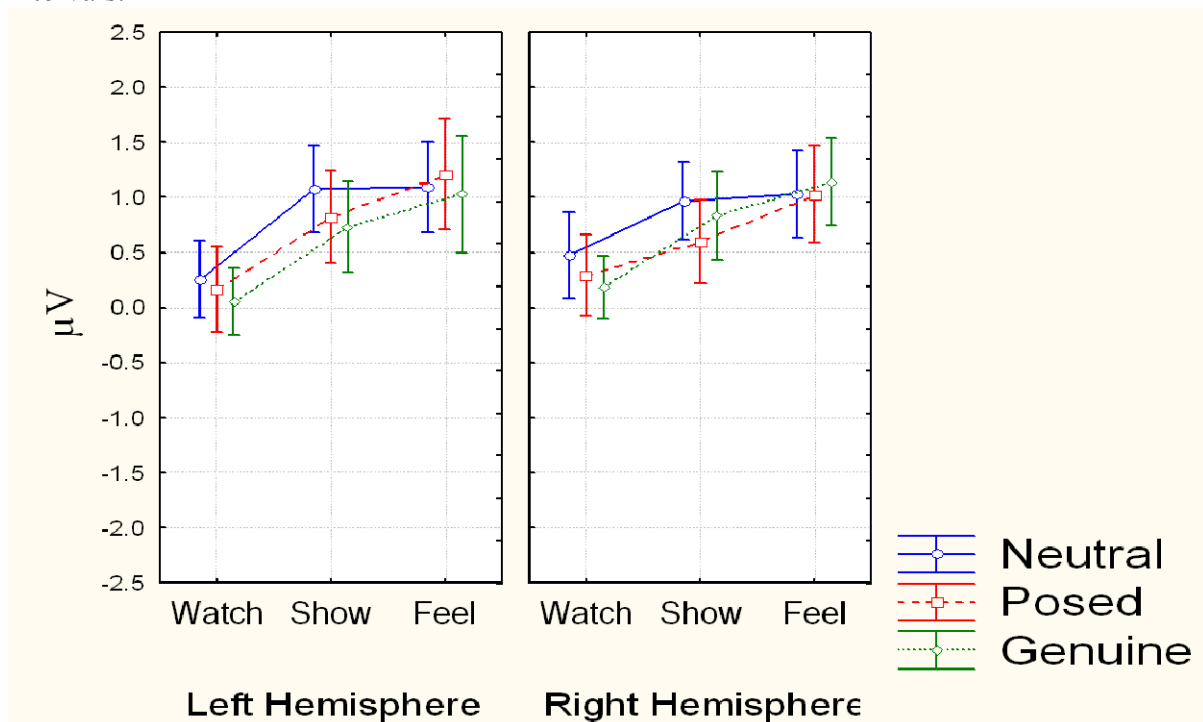 2.5
2.0
1.5
1.0
0.5
0.0
-0.5
-1.0
-1.5
-2.0
-2.5
µV
Watch Show Feel Watch Show Feel
Left Hemisphere Right Hemisphere
Neutral
Posed
Genuine